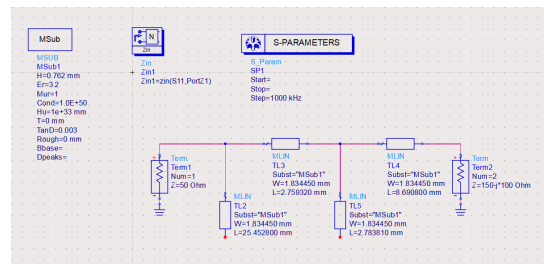 MSub
MSUB
MSub1
H=0.762 mm
Er=3.2
Mur=1
Cond=1.0E+50
Hu=1e+33 mm
T=0 mm
TanD=0.003
Rough=0 mm
Bbase=
Dpeaks=
N
Zin
Zin
Zin1
Zin1=zin(S11,PortZ1)
S-PARAMETERS
S_Param
SP1
Start=
Stop=
Step=1000 kHz
Term
Term1
Num=1
Z=50 Ohm
MLIN
TL2
Subst="MSub1"
W=1.834450 mm
L=25.452800 mm
MLIN
TL3
Subst="MSub1"
W=1.834450 mm
L=2.759320 mm
MLIN
TL5
Subst="MSub1"
W=1.834450 mm
L=2.783810 mm
MLIN
TL4
Subst="MSub1"
W=1.834450 mm
L=8.690800 mm
Term
Term2
Num=2
Z=150-j*100 Ohm